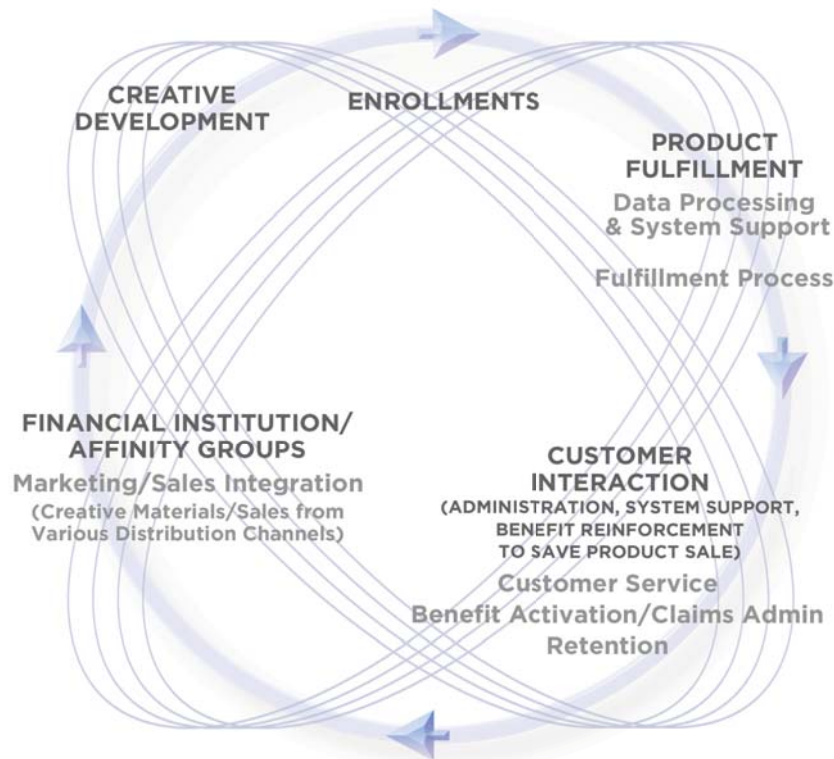 CREATIVE
DEVELOPMENT
ENROLLMENTS
PRODUCT
FULFILLMENT
Data Processing
& System Support
Fulfillment Process
FINANCIAL INSTITUTION/
AFFINITY GROUPS
Marketing/Sales Integration
(Creative Materials/Sales from
Various Distribution Channels)
CUSTOMER
INTERACTION
(ADMINISTRATION, SYSTEM SUPPORT,
BENEFIT REINFORCEMENT
TO SAVE PRODUCT SALE)
Customer Service
Benefit Activation/Claims Admin
Retention